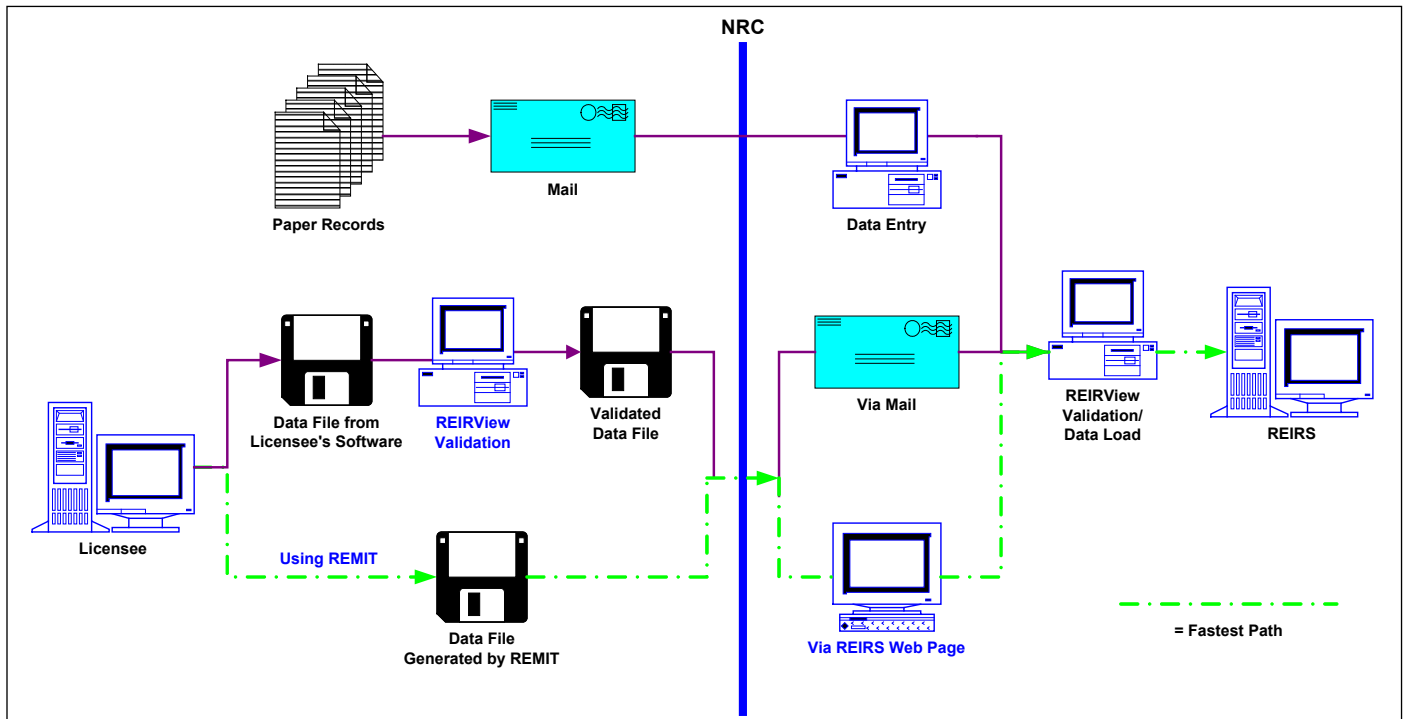 NRC
Paper Records
Mail
Data Entry
Data File from
Licensee's Software
REIRView
Validation
Validated
Data File
Via Mail
REIRView
Validation/
Data Load
REIRS
Licensee
Using REMIT
Data File
Generated by REMIT
Via REIRS Web Page
= Fastest Path